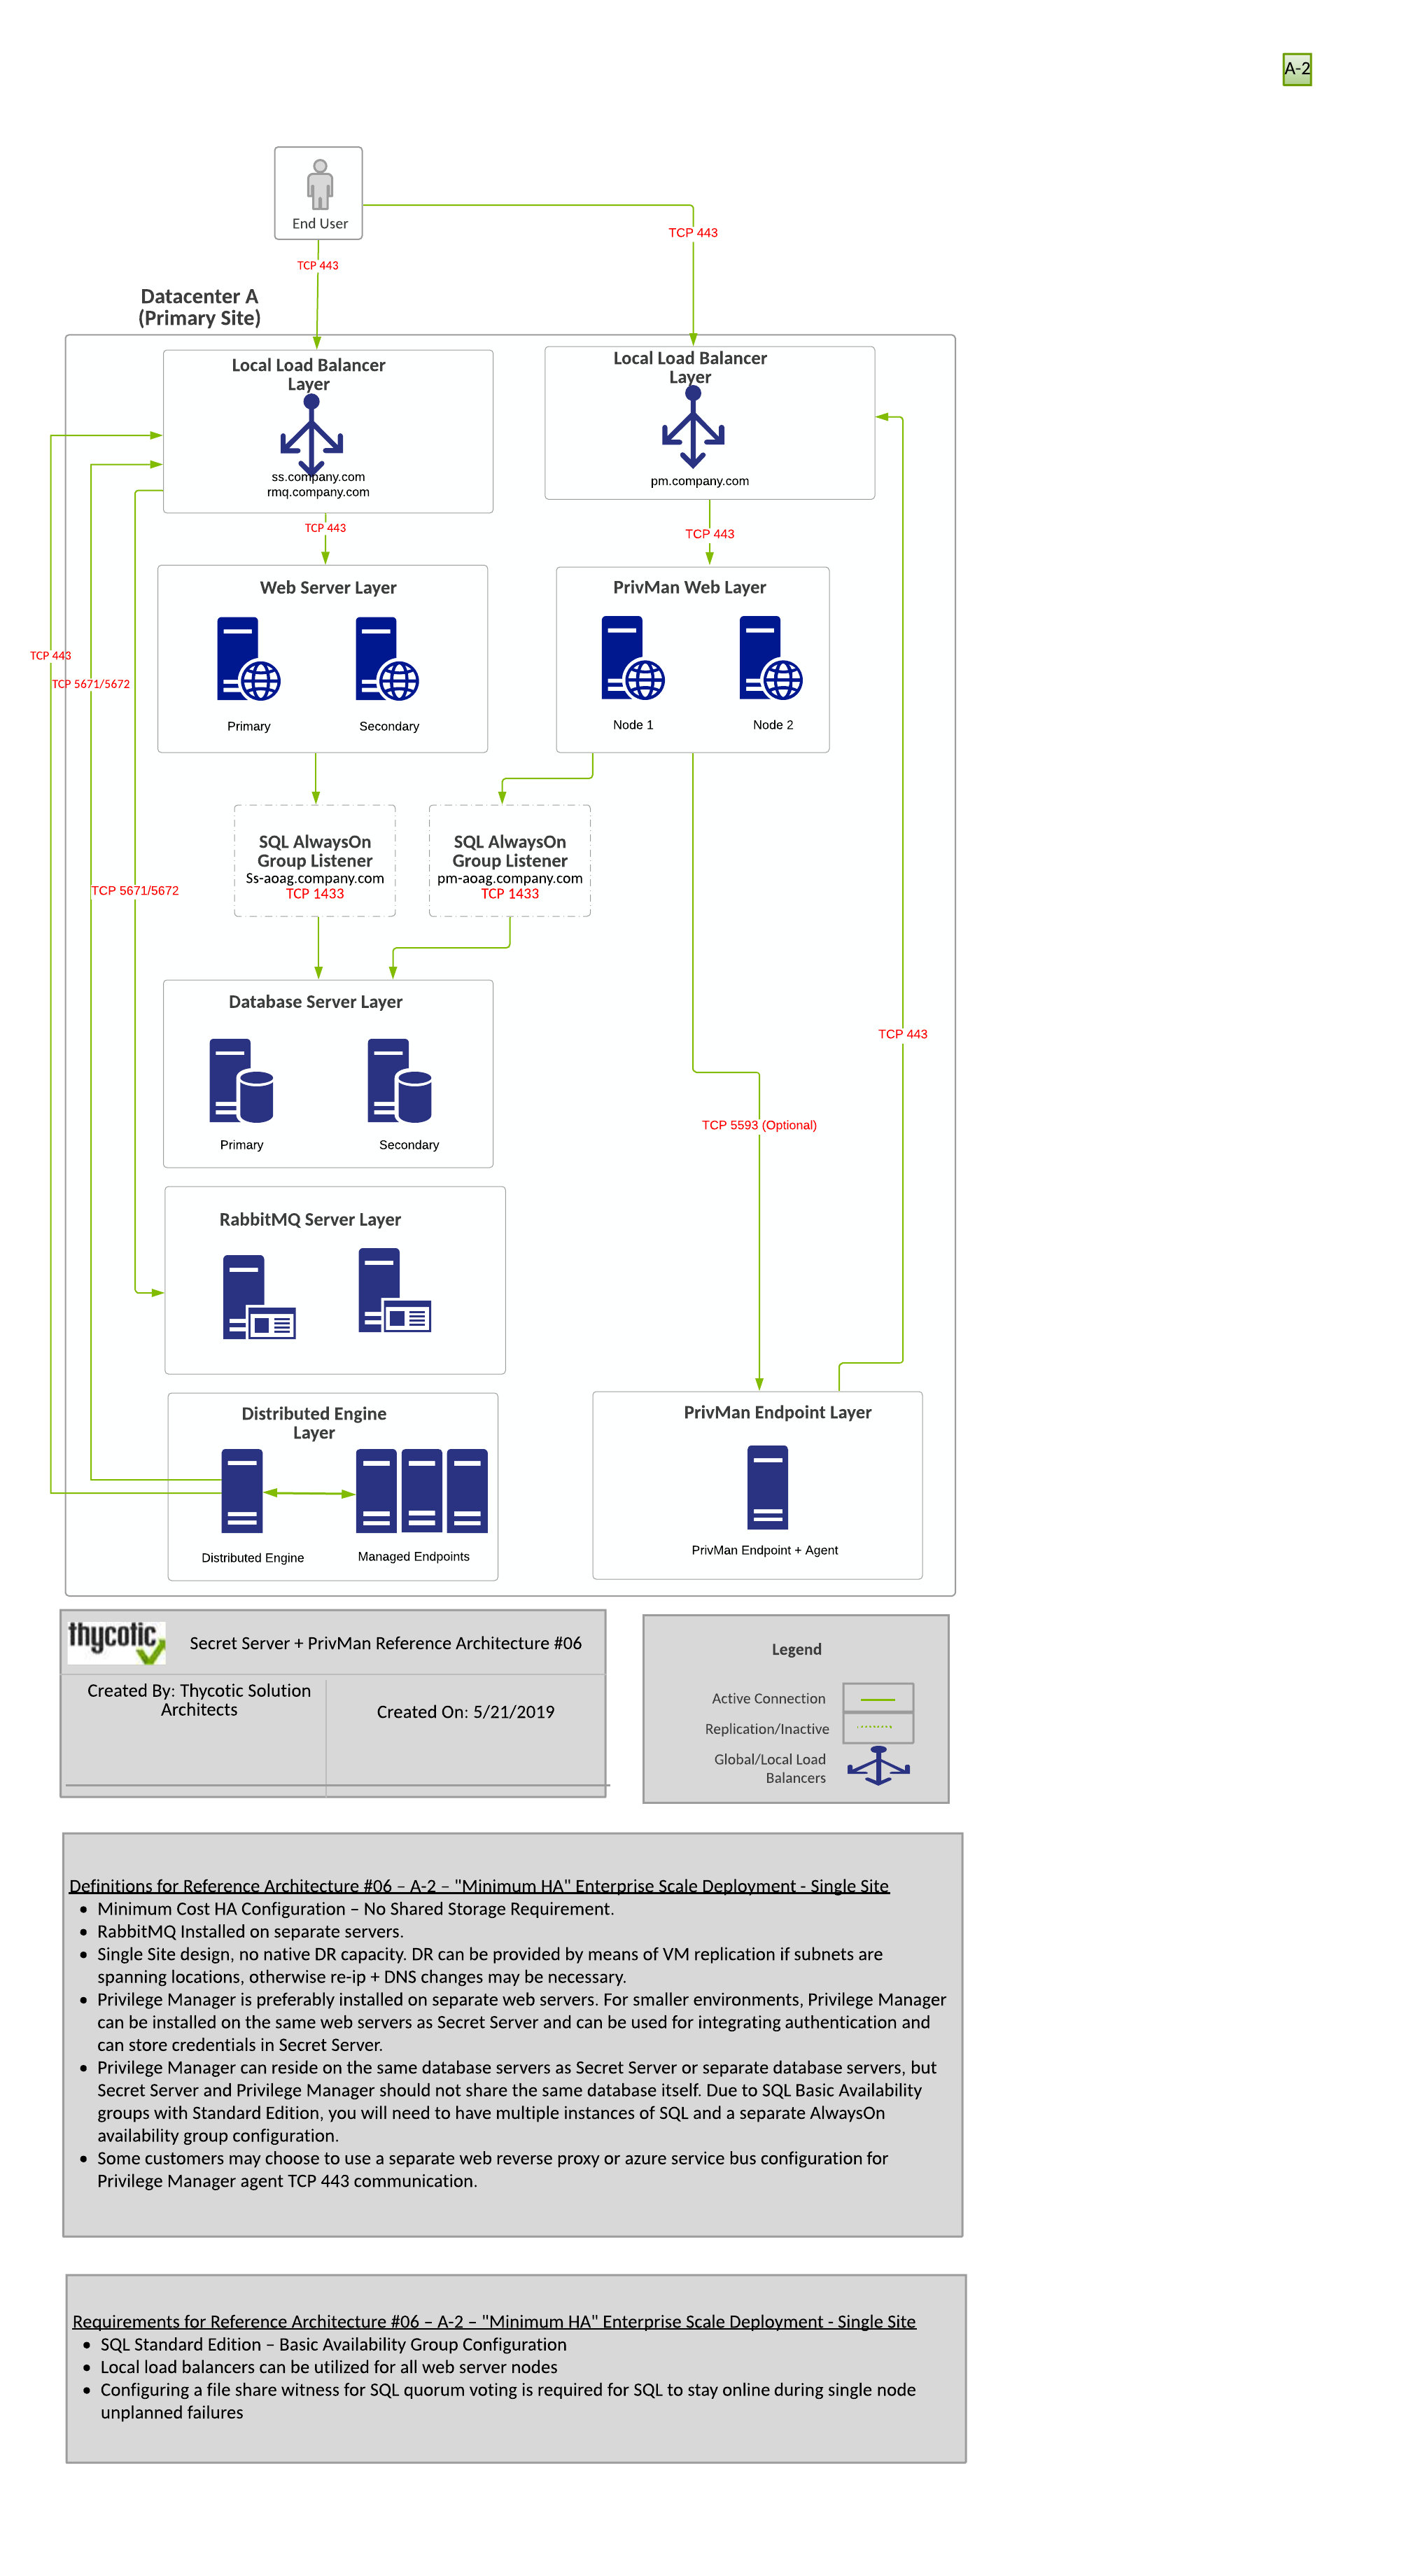 A-2
End User
TCP 443
TCP 443
Datacenter A
(Primary Site)
Local Load Balancer
Layer
ss.company.com
rmq.company.com
Local Load Balancer
Layer
pm.company.com
TCP 443
TCP 443
Web Server Layer
Primary
Secondary
PrivMan Web Layer
Node 1
Node 2
TCP 443
TCP 5671/5672
SQL AlwaysOn
Group Listener
Ss-aoag.company.com
TCP 1433
SQL AlwaysOn
Group Listener
pm-aoag.company.com
TCP 1433
TCP 5671/5672
Database Server Layer
Primary
Secondary
TCP 443
TCP 5593 (Optional)
RabbitMQ Server Layer
Distributed Engine
Layer
Distributed Engine
Managed Endpoints
PrivMan Endpoint Layer
PrivMan Endpoint + Agent
thycotic
Secret Server + PrivMan Reference Architecture #06
Created By: Thycotic Solution
Architects
Created On: 5/21/2019
Legend
Active Connection
Replication/Inactive
Global/Local Load
Balancers
Definitions for Reference Architecture #06 – A-2 – "Minimum HA" Enterprise Scale Deployment - Single Site
• Minimum Cost HA Configuration – No Shared Storage Requirement.
• RabbitMQ Installed on separate servers.
• Single Site design, no native DR capacity. DR can be provided by means of VM replication if subnets are
spanning locations, otherwise re-ip + DNS changes may be necessary.
• Privilege Manager is preferably installed on separate web servers. For smaller environments, Privilege Manager
can be installed on the same web servers as Secret Server and can be used for integrating authentication and
can store credentials in Secret Server.
• Privilege Manager can reside on the same database servers as Secret Server or separate database servers, but
Secret Server and Privilege Manager should not share the same database itself. Due to SQL Basic Availability
groups with Standard Edition, you will need to have multiple instances of SQL and a separate AlwaysOn
availability group configuration.
• Some customers may choose to use a separate web reverse proxy or azure service bus configuration for
Privilege Manager agent TCP 443 communication.
Requirements for Reference Architecture #06 – A-2 – "Minimum HA" Enterprise Scale Deployment - Single Site
• SQL Standard Edition – Basic Availability Group Configuration
• Local load balancers can be utilized for all web server nodes
• Configuring a file share witness for SQL quorum voting is required for SQL to stay online during single node
unplanned failures